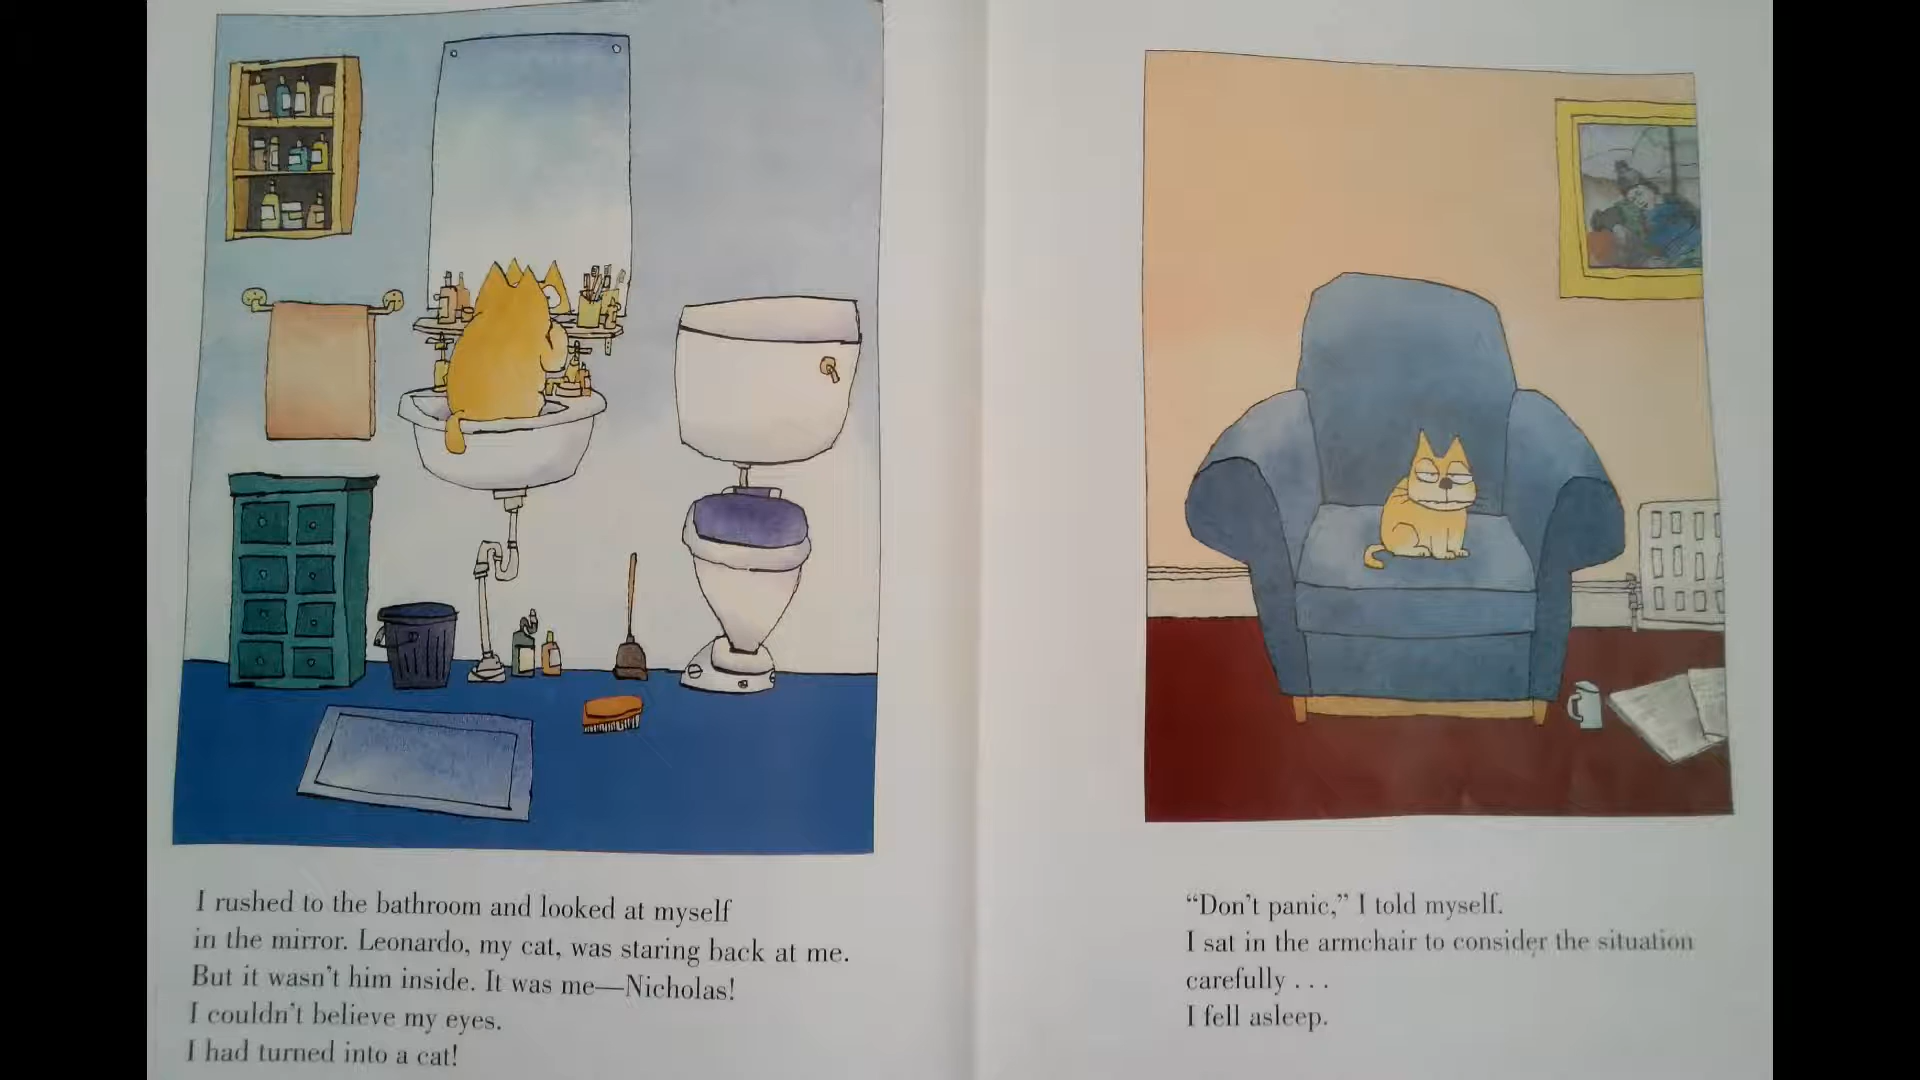 I rushed to the bathroom and looked at myself
in the mirror. Leonardo, my cat, was staring back at me.
But it wasn't him inside. It was me—Nicholas!
I couldn't believe my eyes.
I had turned into a cat!
“Don't panic,” I told myself.
I sat in the armchair to consider the situation
carefully . . .
I fell asleep.